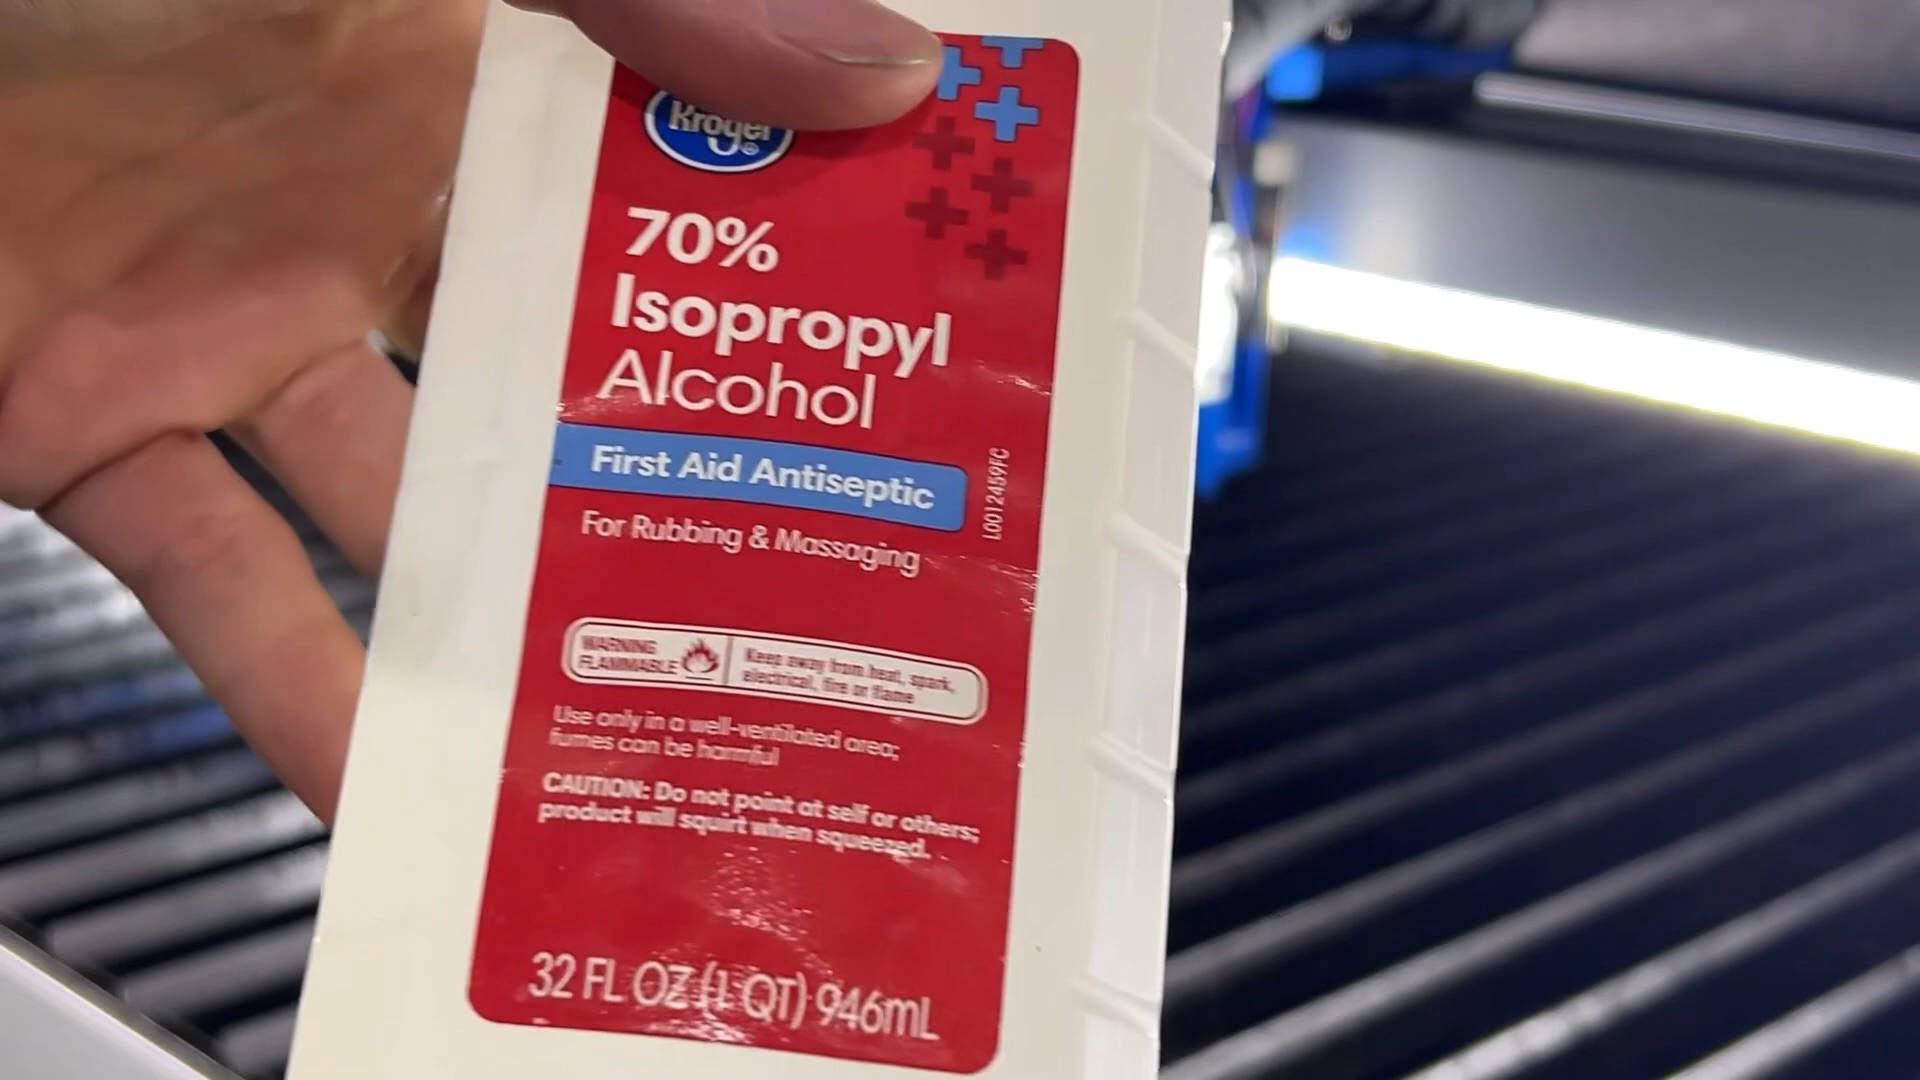 Kroger
70%
Isopropyl
Alcohol
First Aid Antiseptic
L0012459FC
For Rubbing & Massaging
WARNING
FLAMMABLE
Keep away from heat, spark,
electrical, fire or flame
Use only in a well-ventilated area;
fumes can be harmful
CAUTION: Do not point at self or others;
product will squirt when squeezed.
32 FL OZ (1 QT) 946mL